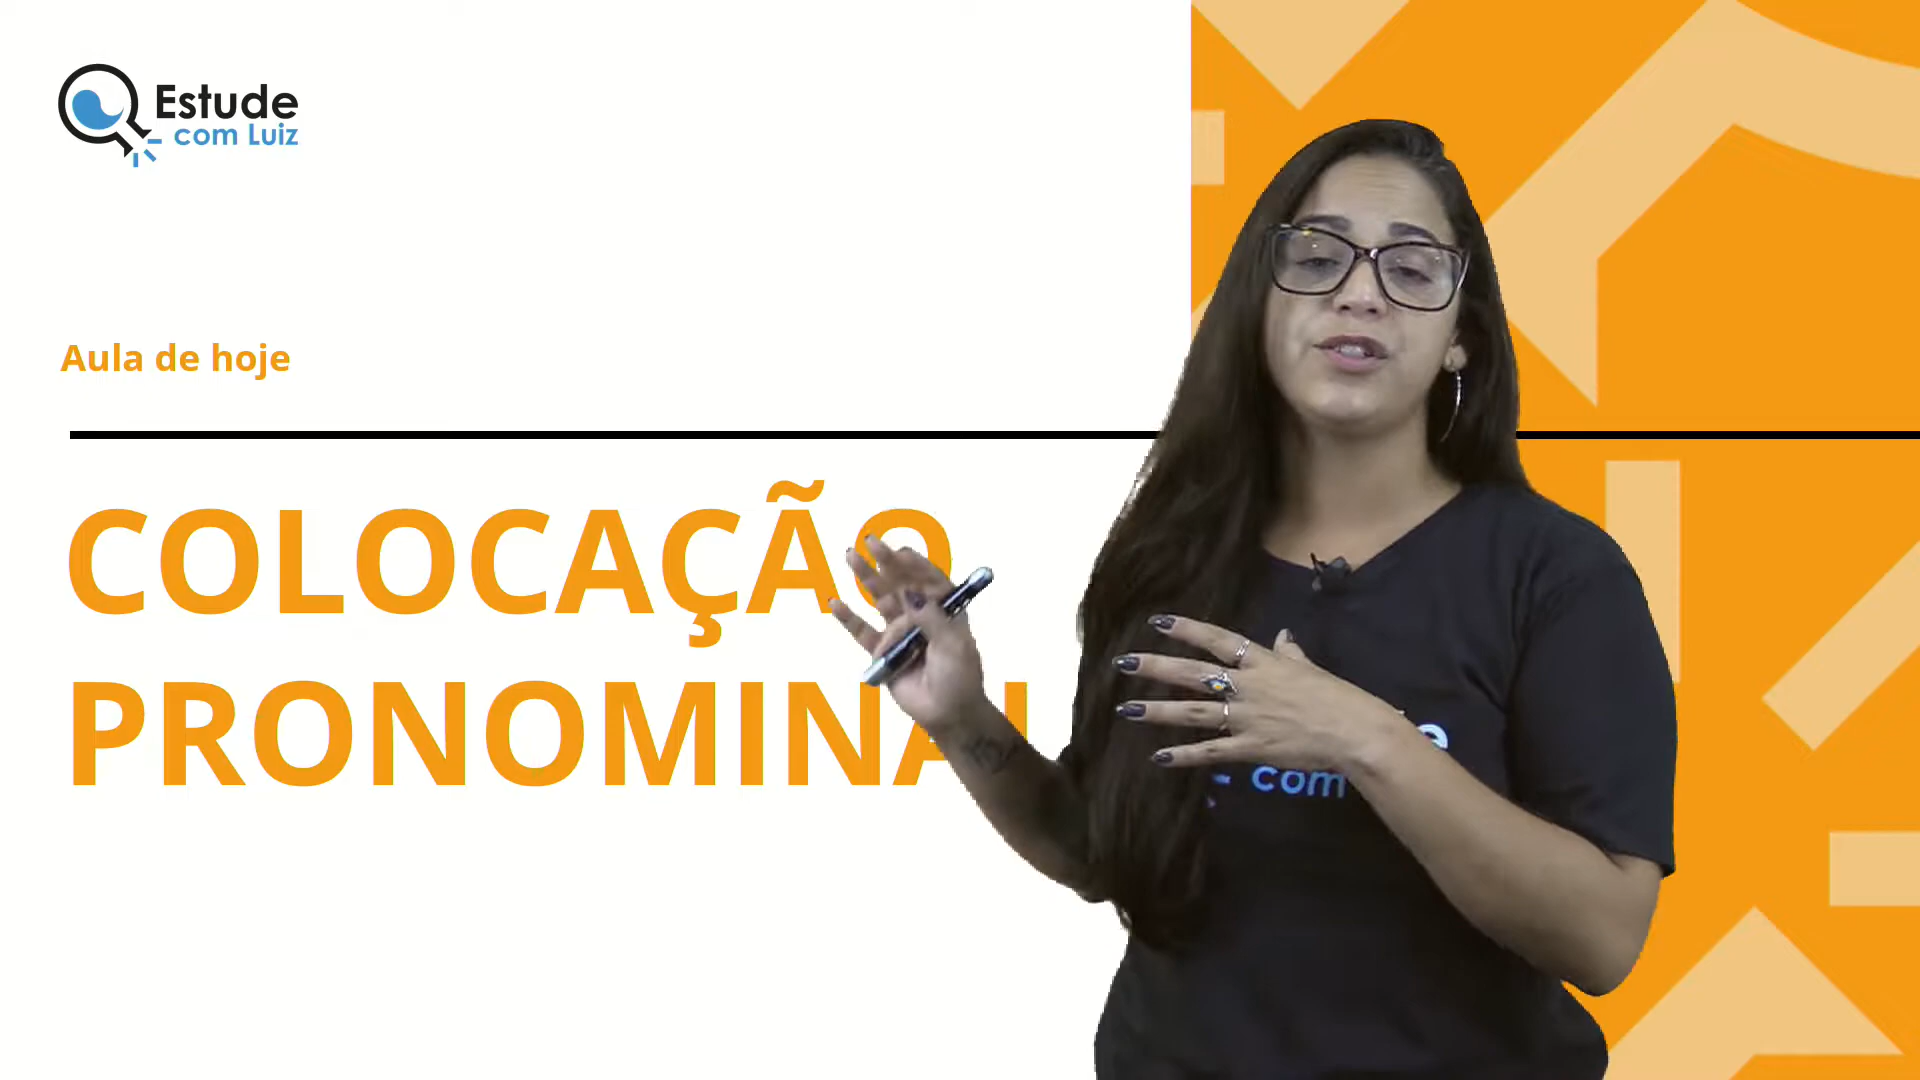 Estude
com Luiz
Aula de hoje
COLOCAÇÃO
PRONOMINAL
com